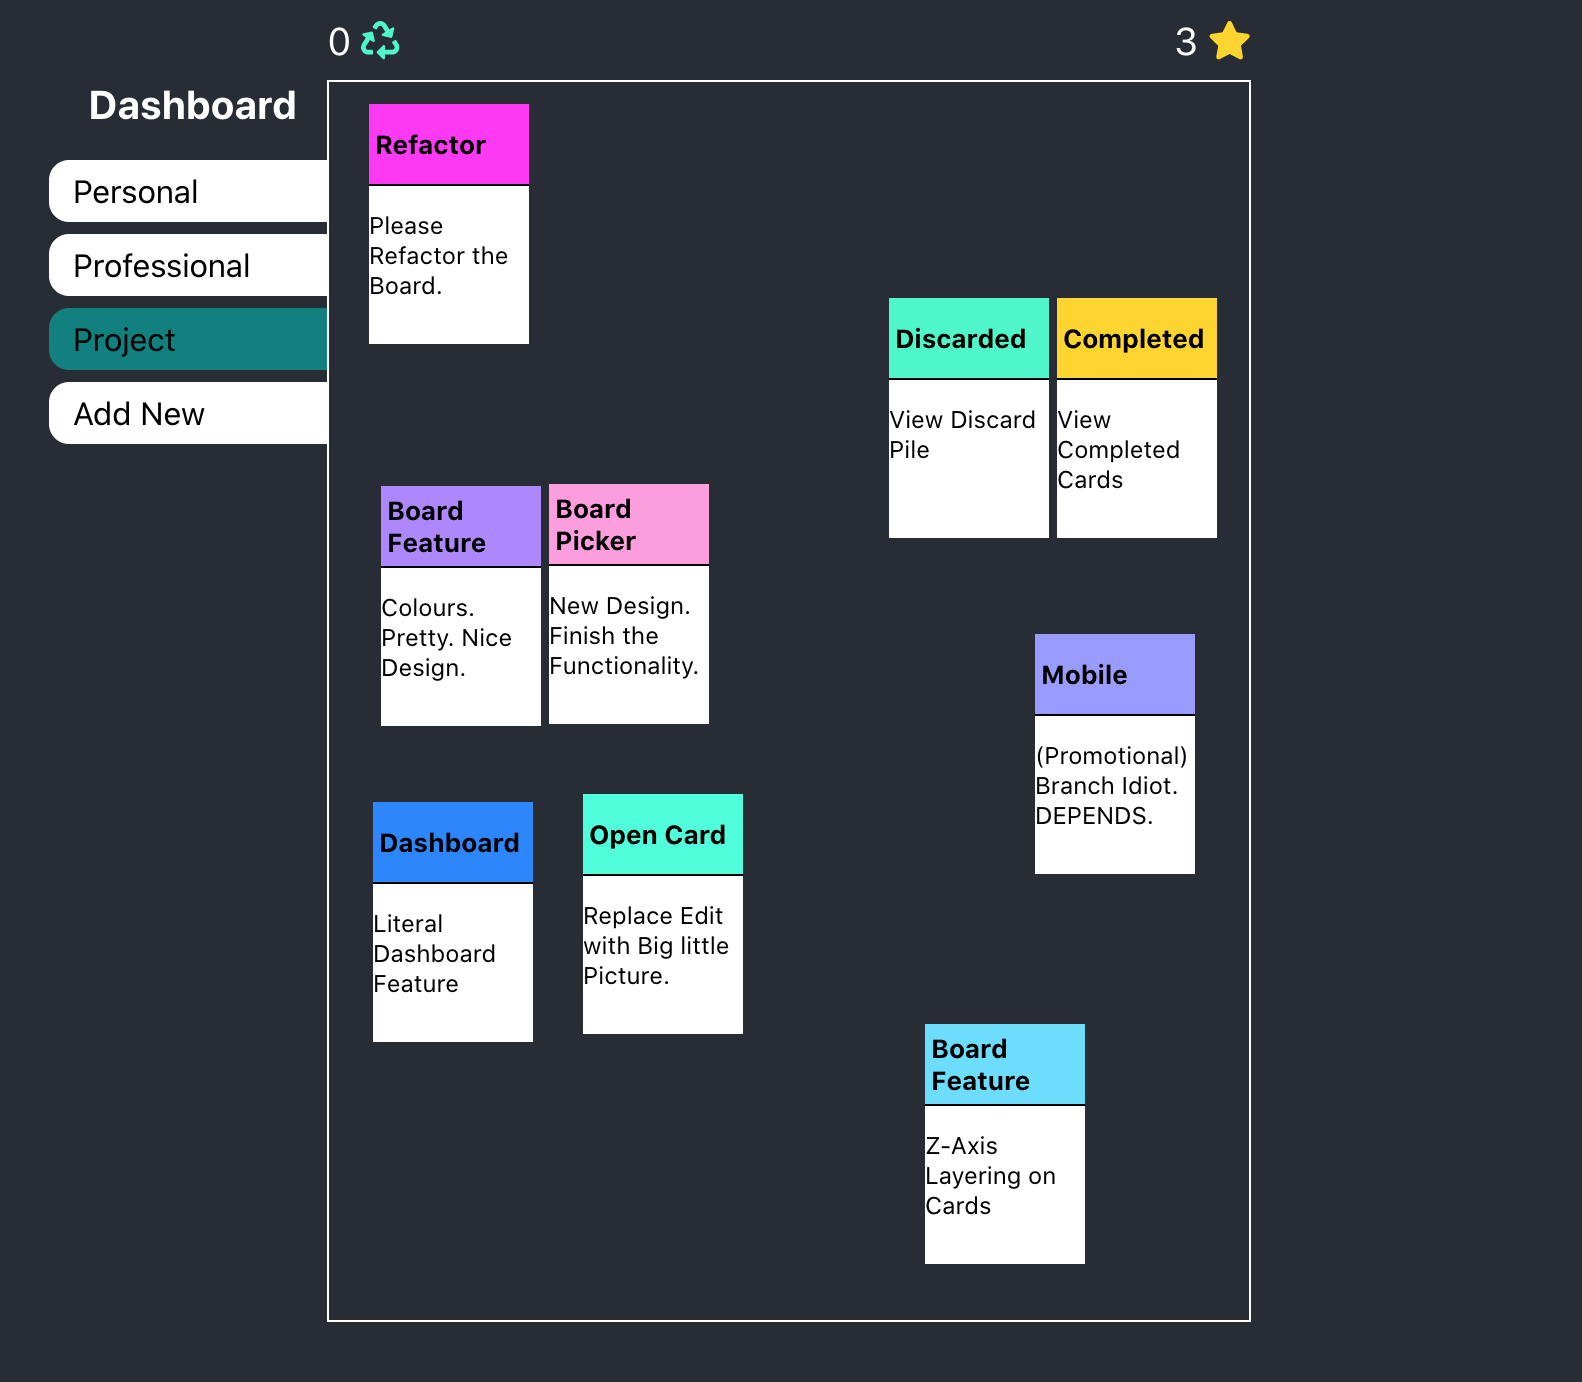 0
3
Dashboard
Personal
Professional
Project
Add New
Refactor
Please
Refactor the
Board.
Discarded
View Discard
Pile
Completed
View
Completed
Cards
Board
Feature
Colours.
Pretty. Nice
Design.
Board
Picker
New Design.
Finish the
Functionality.
Mobile
(Promotional)
Branch Idiot.
DEPENDS.
Dashboard
Literal
Dashboard
Feature
Open Card
Replace Edit
with Big little
Picture.
Board
Feature
Z-Axis
Layering on
Cards